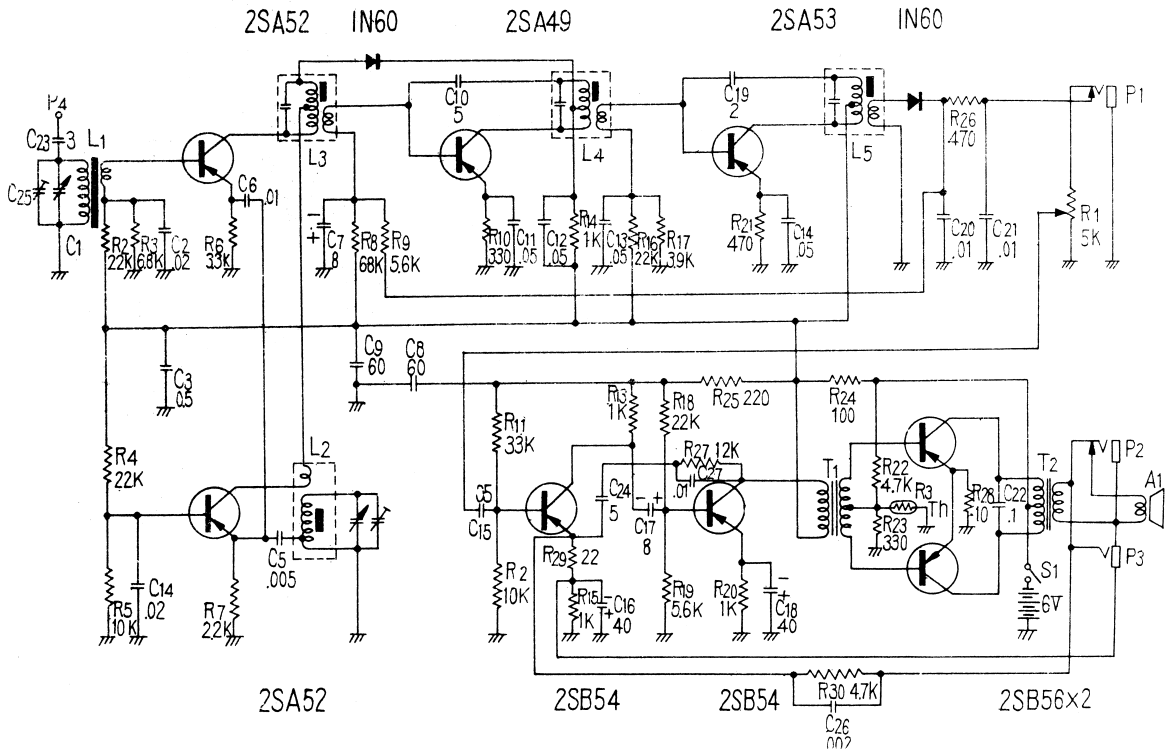 2SA52 IN60 2SA49 2SA53 IN60
P4
C23 3 L1
C25
C1
R2 22K
R3 6.8K
C2 .02
R6 3.3K
C6 .01
L3
C7 8
R8 68K
R9 5.6K
C10 5
R10 330
C11 .05
C12 .05
R14 1K
L4
C13 .05
R16 22K
R17 3.9K
C19 2
R21 470
C14 .05
L5
R26 470
C20 .01
C21 .01
P1
R1 5K
C3 0.5
C9 60
C8 60
R4 22K
R5 10K
C14 .02
R7 2.2K
C5 .005
L2
R11 33K
.05 C15
R2 10K
R13 1K
R18 22K
R25 220
R24 100
R27 12K
C27 .01
C24 5
C17 8
R29 22
R15 1K
C16 40
R19 5.6K
R20 1K
C18 40
T1
R22 4.7K
R3 Th
R23 330
R28 10
C22 .1
T2
P2
A1
P3
S1
6V
R30 4.7K
C26 .002
2SA52 2SB54 2SB54 2SB56X2